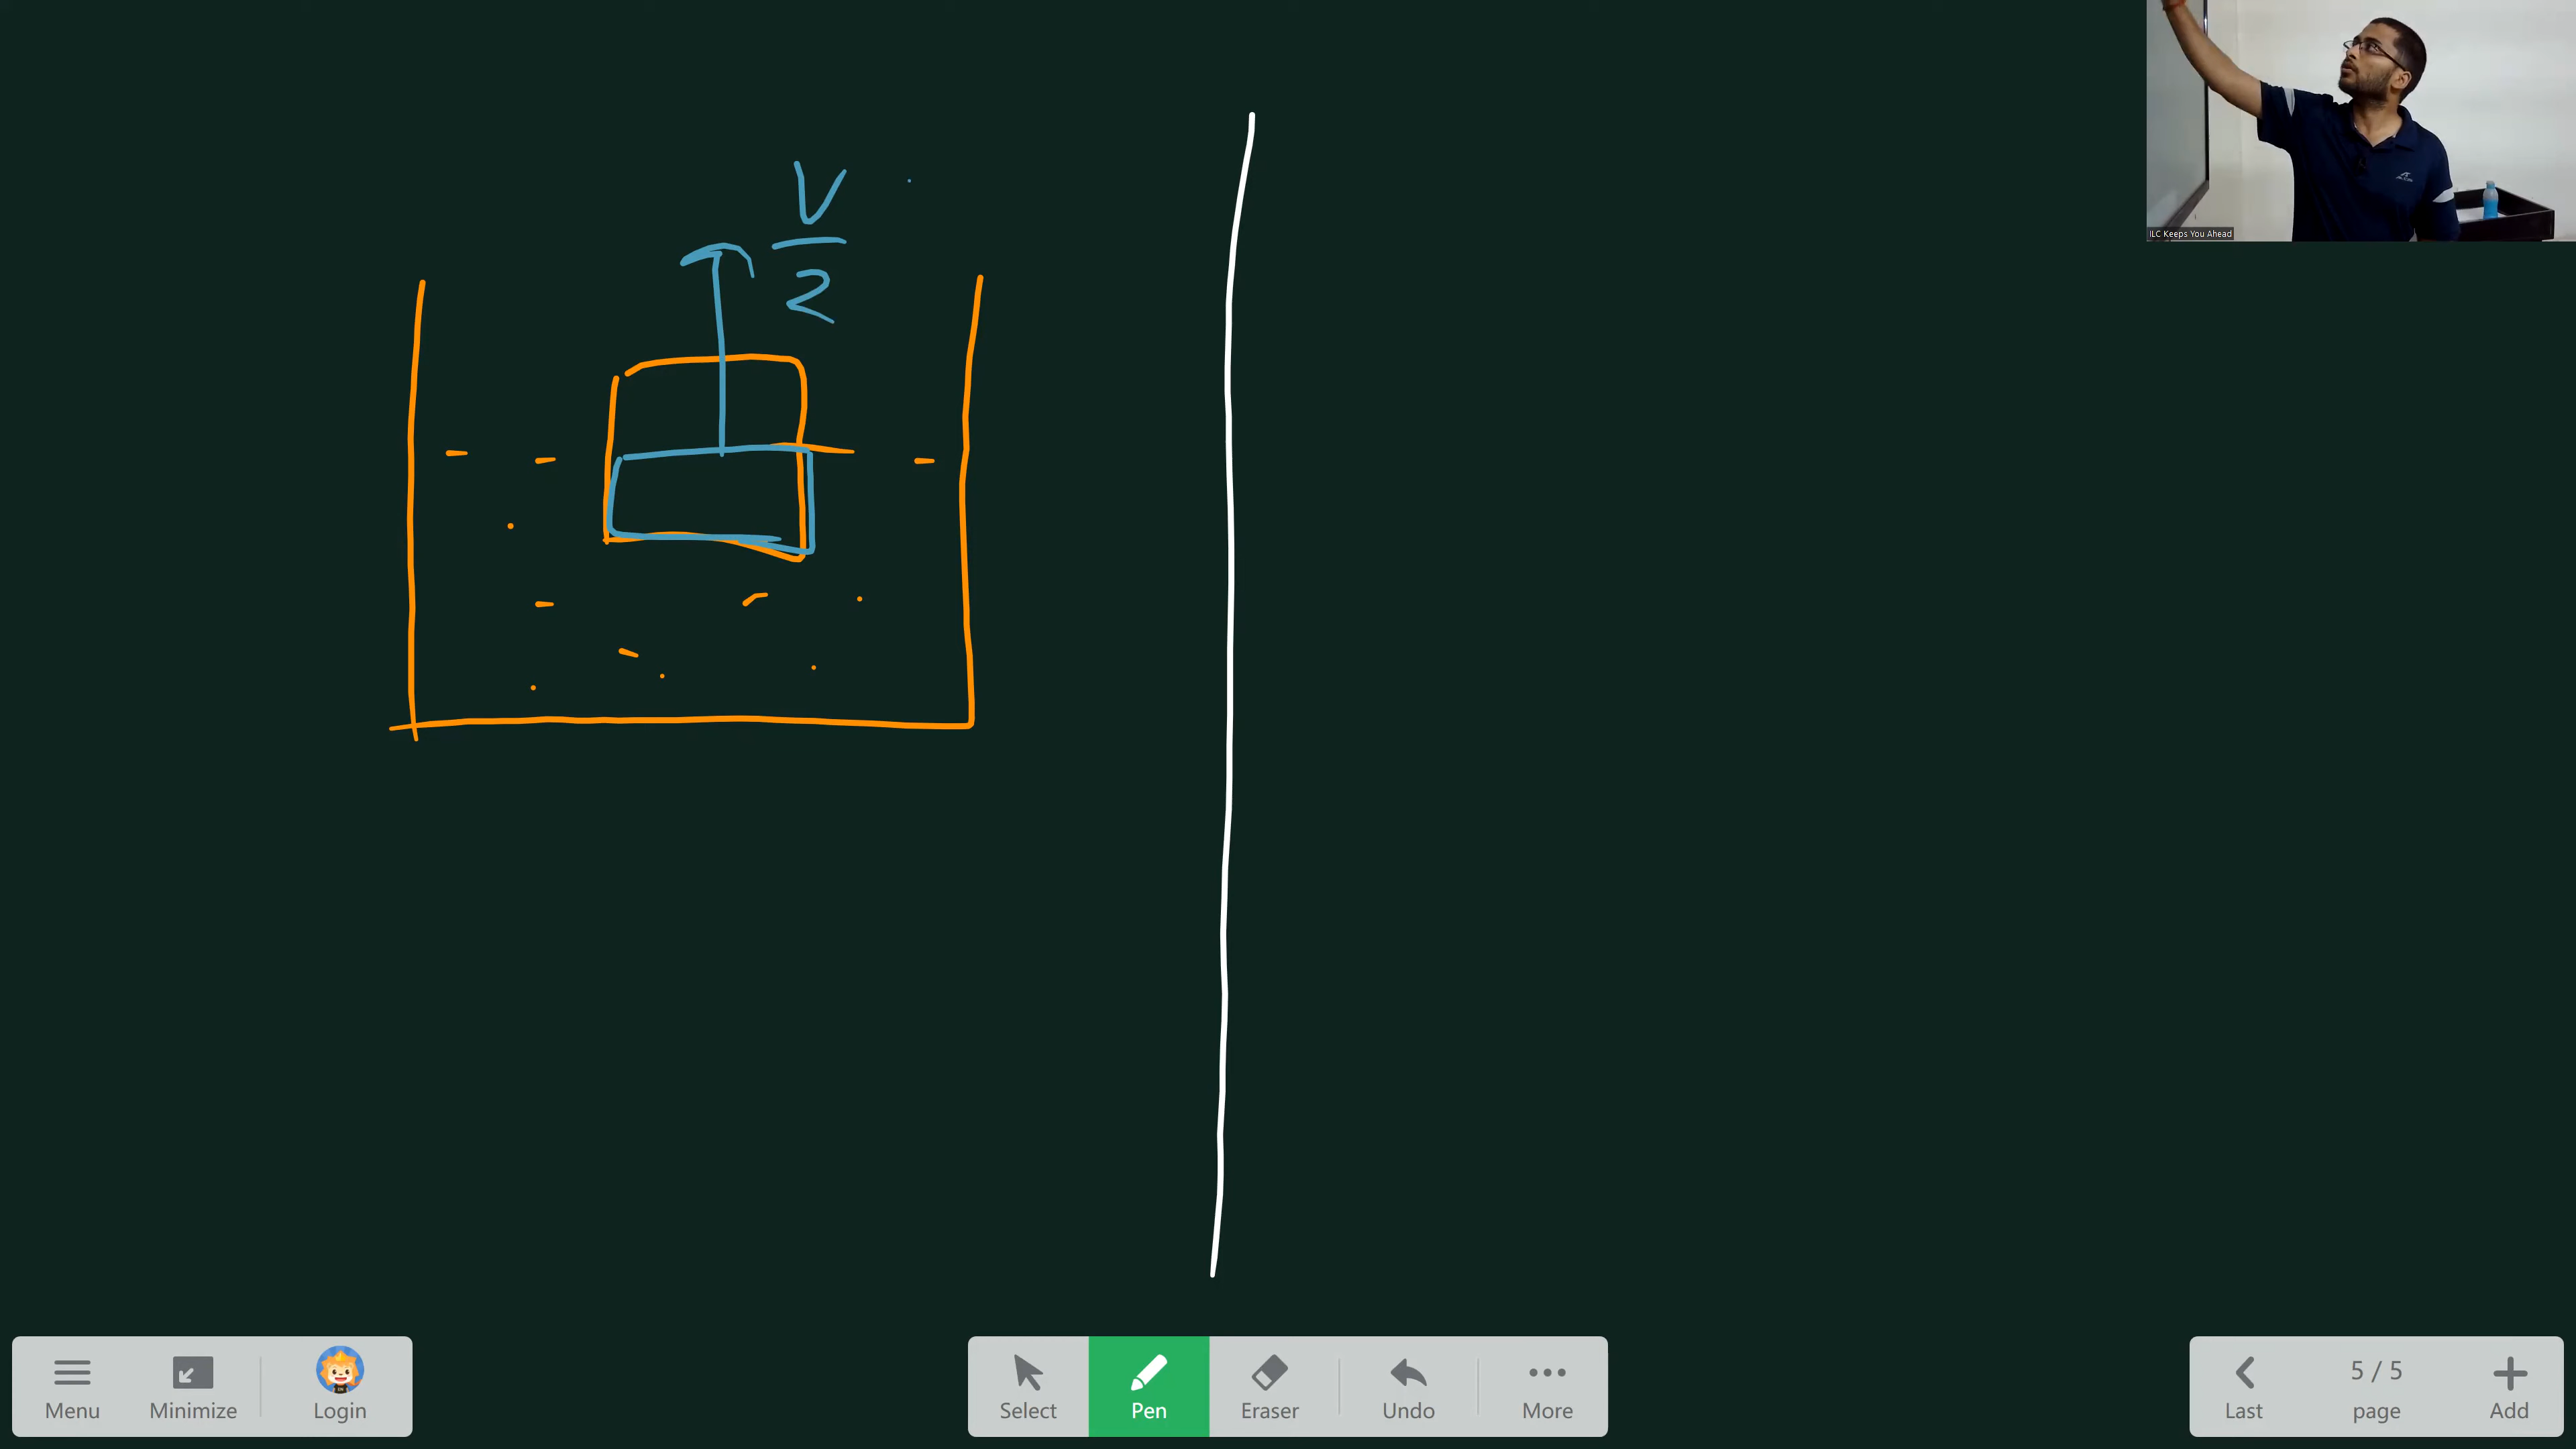 V
2
ILC Keeps You Ahead
Menu
Minimize
Login
Select
Pen
Eraser
Undo
More
Last
5 / 5
page
Add